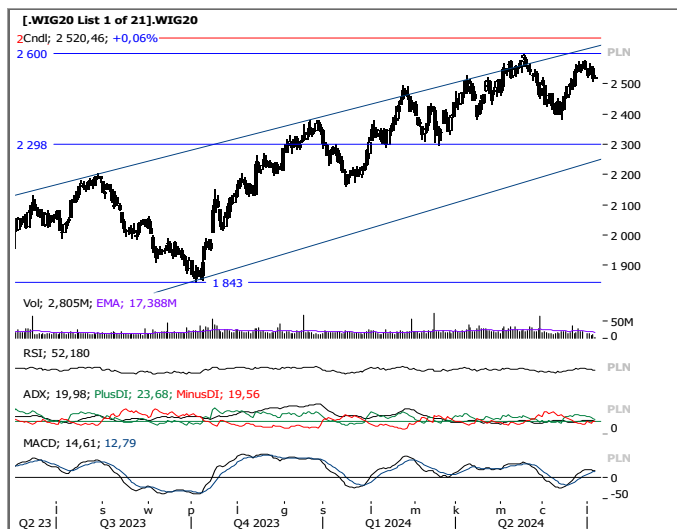 [.WIG20 List 1 of 21].WIG20
2Cndl; 2 520,46; +0,06%
PLN
2 600
2 500
2 400
2 298
2 300
2 200
2 100
2 000
1 900
1 843
Vol; 2,805M; EMA; 17,388M
50M
0
RSI; 52,180
PLN
ADX; 19,98; PlusDI; 23,68; MinusDI; 19,56
PLN
0
MACD; 14,61; 12,79
PLN
0
-50
j s w p l g s l m k m c l
Q2 23 Q3 2023 Q4 2023 Q1 2024 Q2 2024